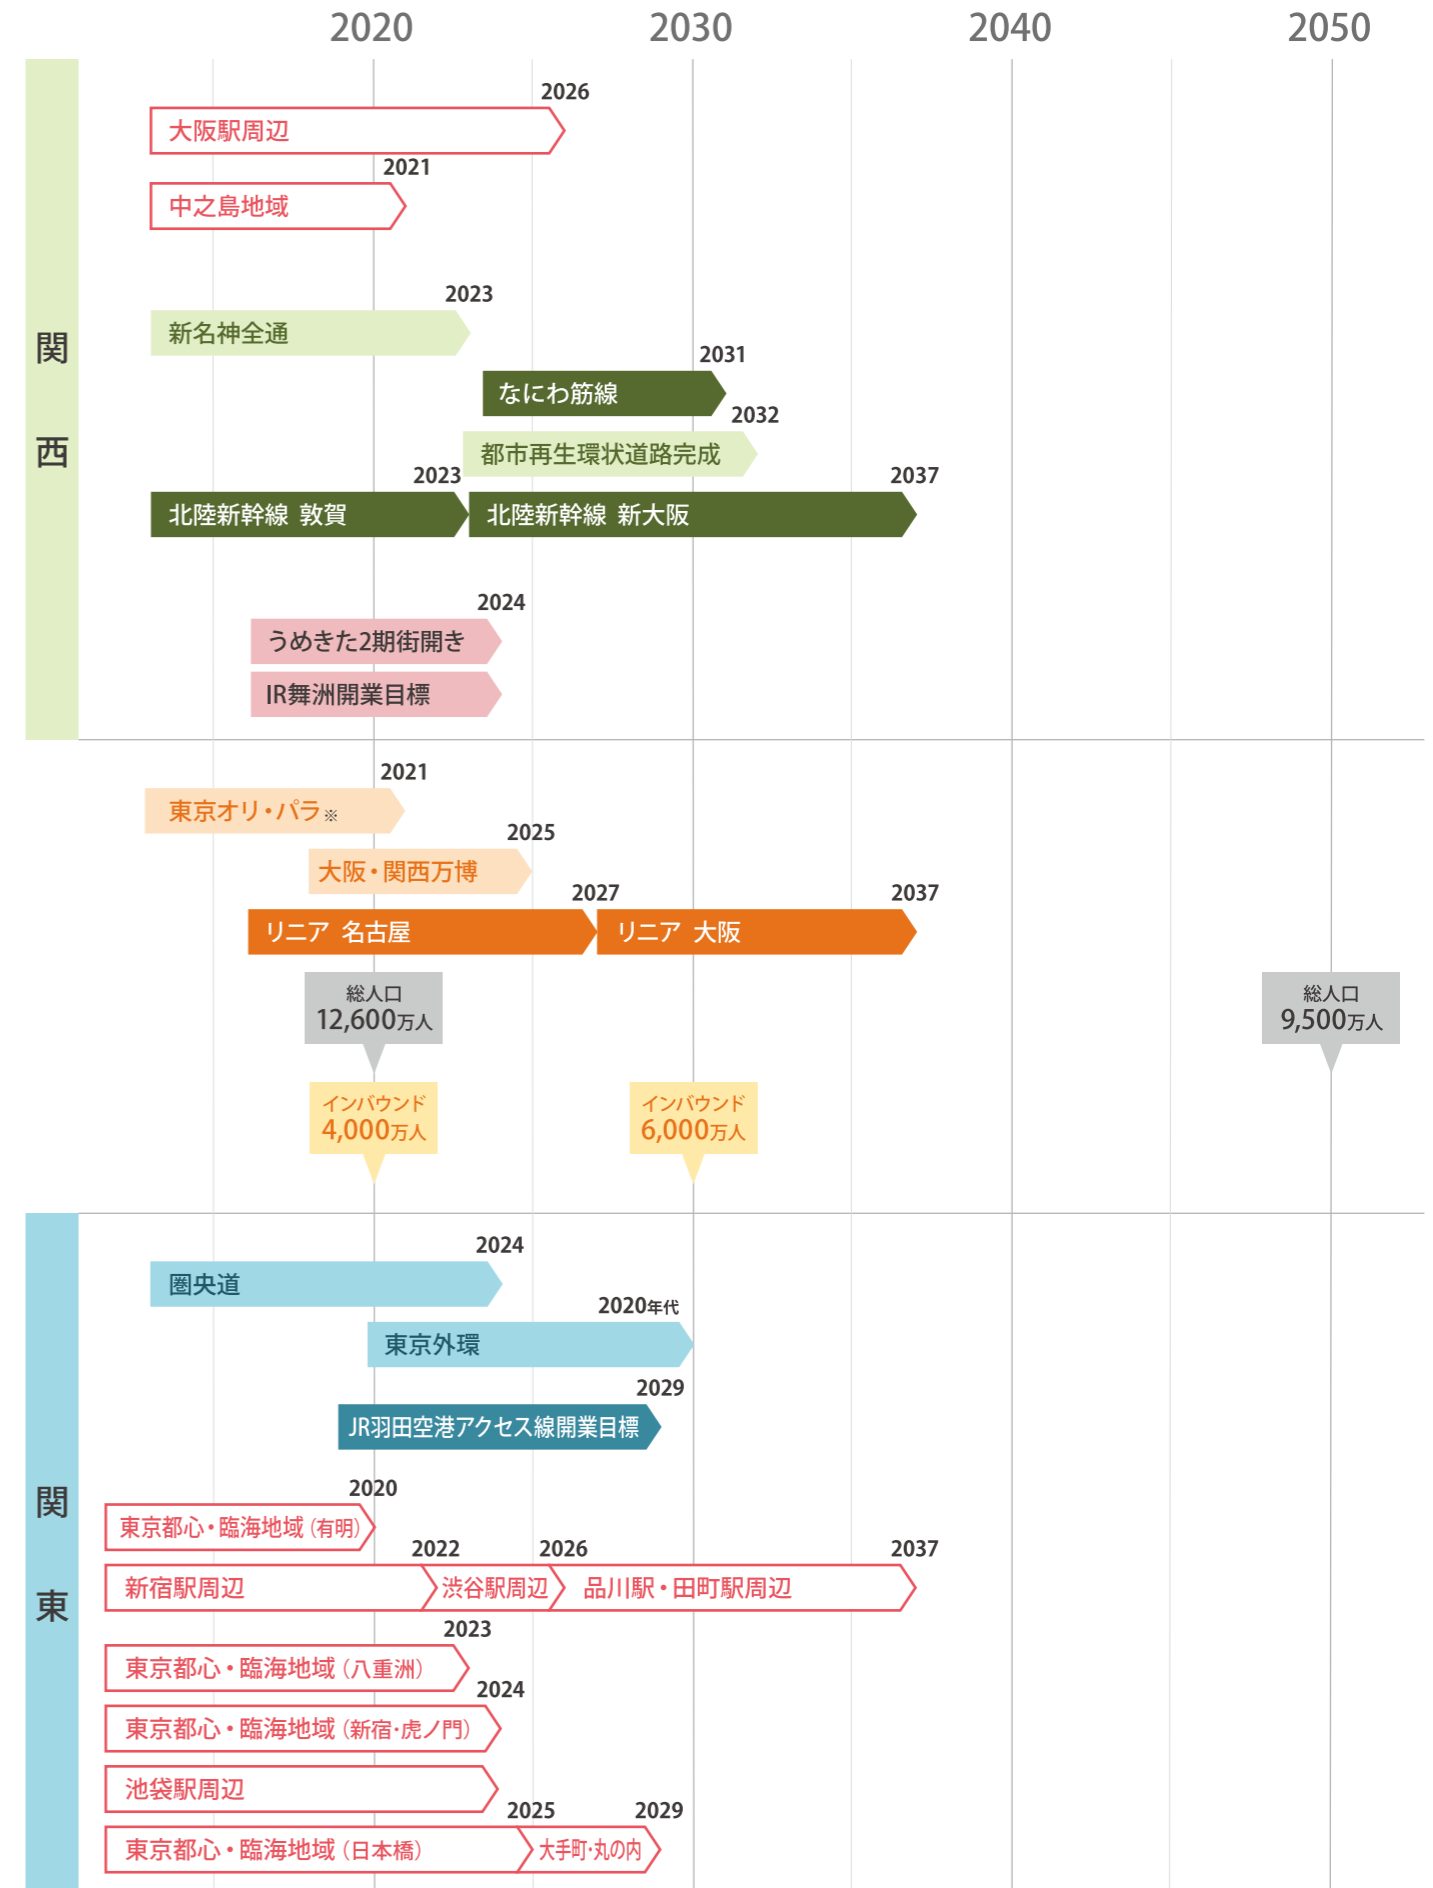 2020 2030 2040 2050
関西
2026
大阪駅周辺
2021
中之島地域
2023
新名神全通
2031
なにわ筋線
2032
都市再生環状道路完成
2023 2037
北陸新幹線 敦賀 北陸新幹線 新大阪
2024
うめきた2期街開き
IR舞洲開業目標
2021
東京オリ・パラ※
2025
大阪・関西万博
2027 2037
リニア 名古屋 リニア 大阪
総人口
12,600万人
総人口
9,500万人
インバウンド
4,000万人
インバウンド
6,000万人
関東
2024
圏央道
2020年代
東京外環
2029
JR羽田空港アクセス線開業目標
2020
東京都心・臨海地域（有明）
2022 2026 2037
新宿駅周辺 渋谷駅周辺 品川駅・田町駅周辺
2023
東京都心・臨海地域（八重洲）
2024
東京都心・臨海地域（新宿・虎ノ門）
池袋駅周辺
2025 2029
東京都心・臨海地域（日本橋） 大手町・丸の内